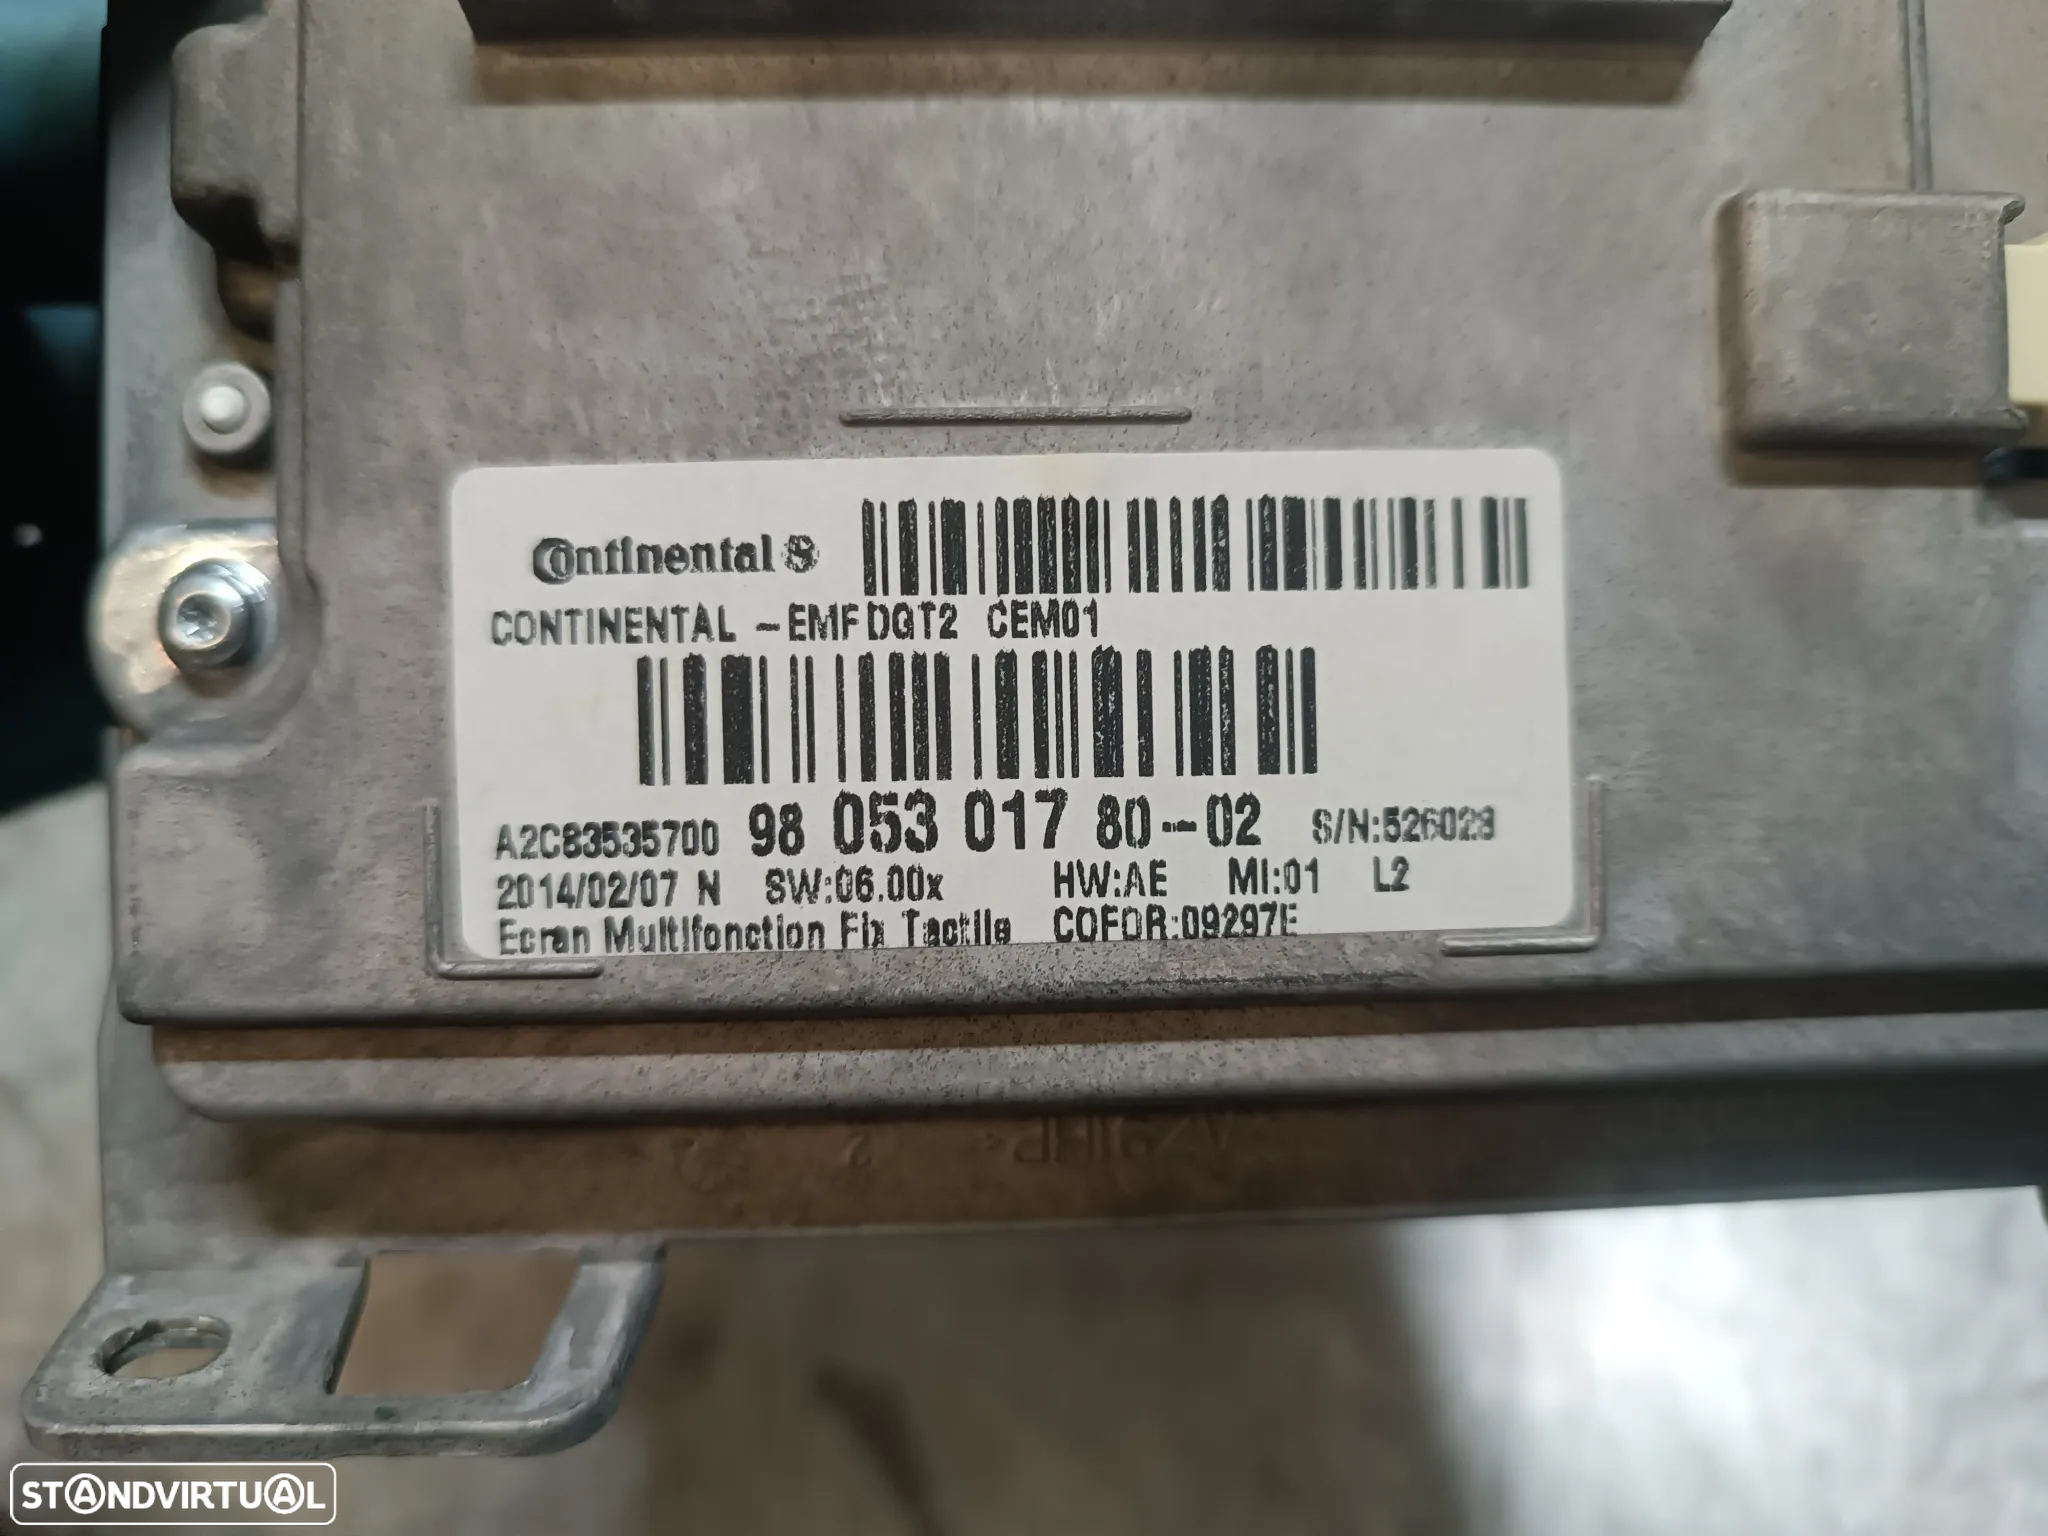 Continental
CONTINENTAL -EMF DGT2 CEM01
A2C83535700 98 053 017 80-02 S/N:526028
2014/02/07 N SW:06.00x HW:AE MI:01 L2
Ecran Multifonction Fix Tactile COFOR:09297E
STANDVIRTUAL